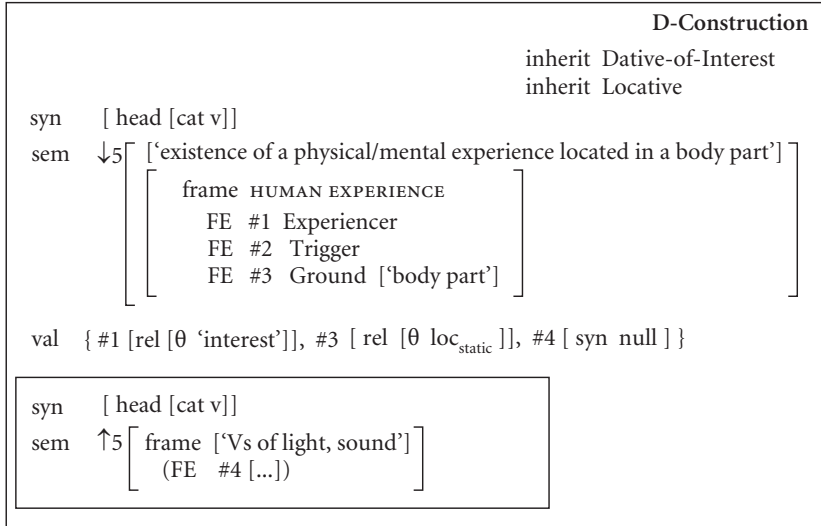 D-Construction
inherit Dative-of-Interest
inherit Locative
syn [ head [cat v]]
sem ↓5[ [‘existence of a physical/mental experience located in a body part’] ]
[ frame HUMAN EXPERIENCE
FE #1 Experiencer
FE #2 Trigger
FE #3 Ground [‘body part’] ]
val { #1 [rel [θ ‘interest’]], #3 [ rel [θ loc_static ]], #4 [ syn null ] }
syn [ head [cat v]]
sem ↑5[ frame [‘Vs of light, sound’]
(FE #4 [...]) ]